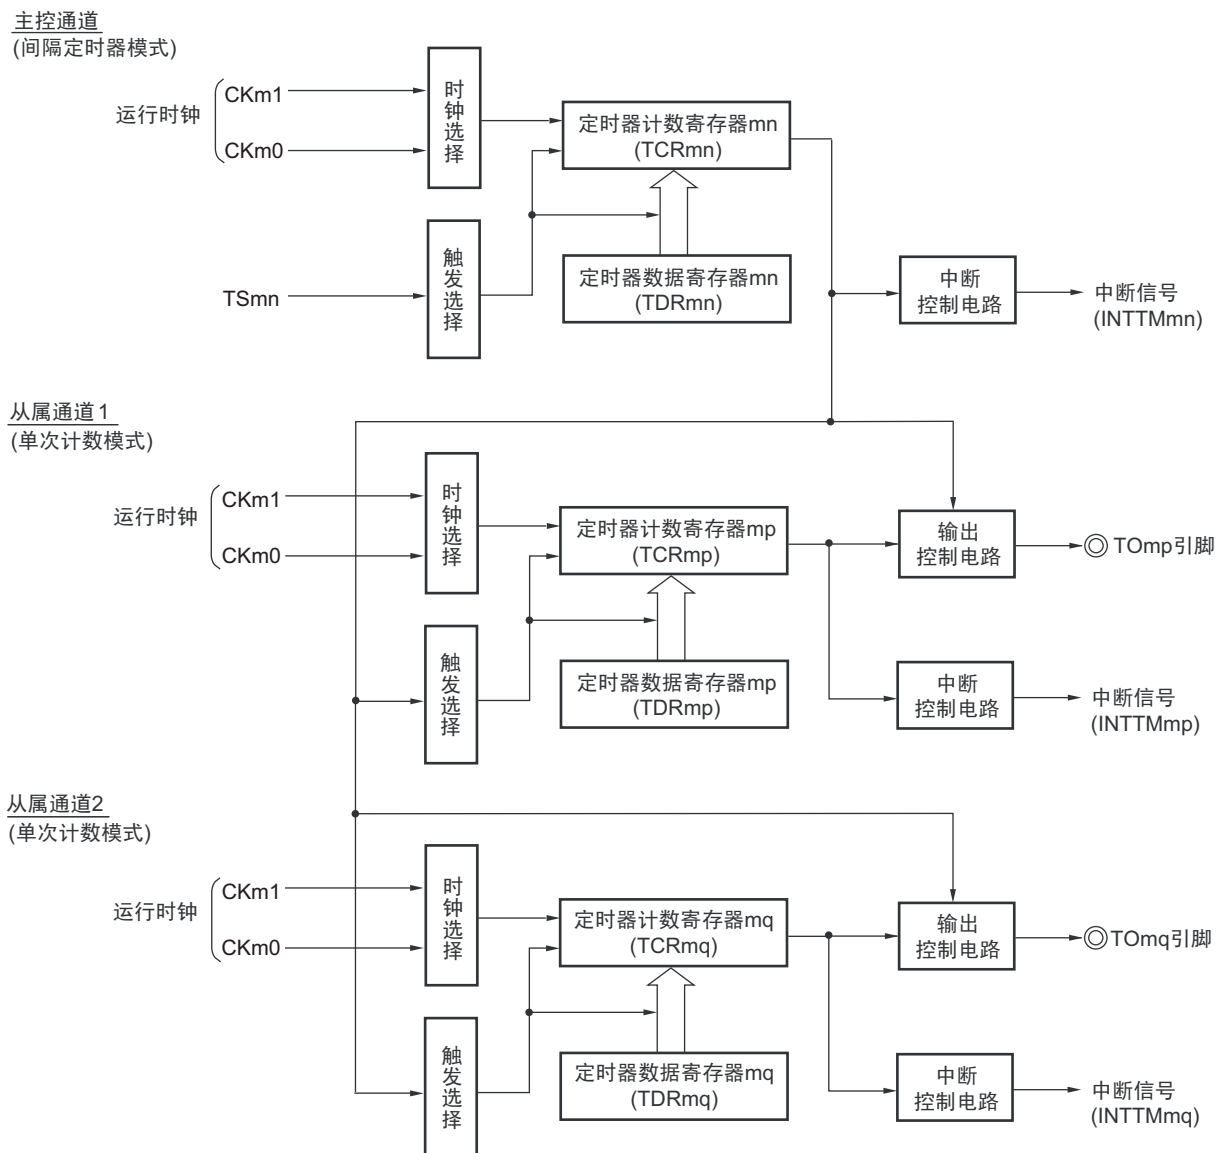 主控通道
(间隔定时器模式)
运行时钟
CKm1
CKm0
时钟选择
定时器计数寄存器mn
(TCRmn)
TSmn
触发选择
定时器数据寄存器mn
(TDRmn)
中断
控制电路
中断信号
(INTTMmn)
从属通道1
(单次计数模式)
运行时钟
CKm1
CKm0
时钟选择
定时器计数寄存器mp
(TCRmp)
输出
控制电路
TOmp引脚
触发选择
定时器数据寄存器mp
(TDRmp)
中断
控制电路
中断信号
(INTTMmp)
从属通道2
(单次计数模式)
运行时钟
CKm1
CKm0
时钟选择
定时器计数寄存器mq
(TCRmq)
输出
控制电路
TOmq引脚
触发选择
定时器数据寄存器mq
(TDRmq)
中断
控制电路
中断信号
(INTTMmq)